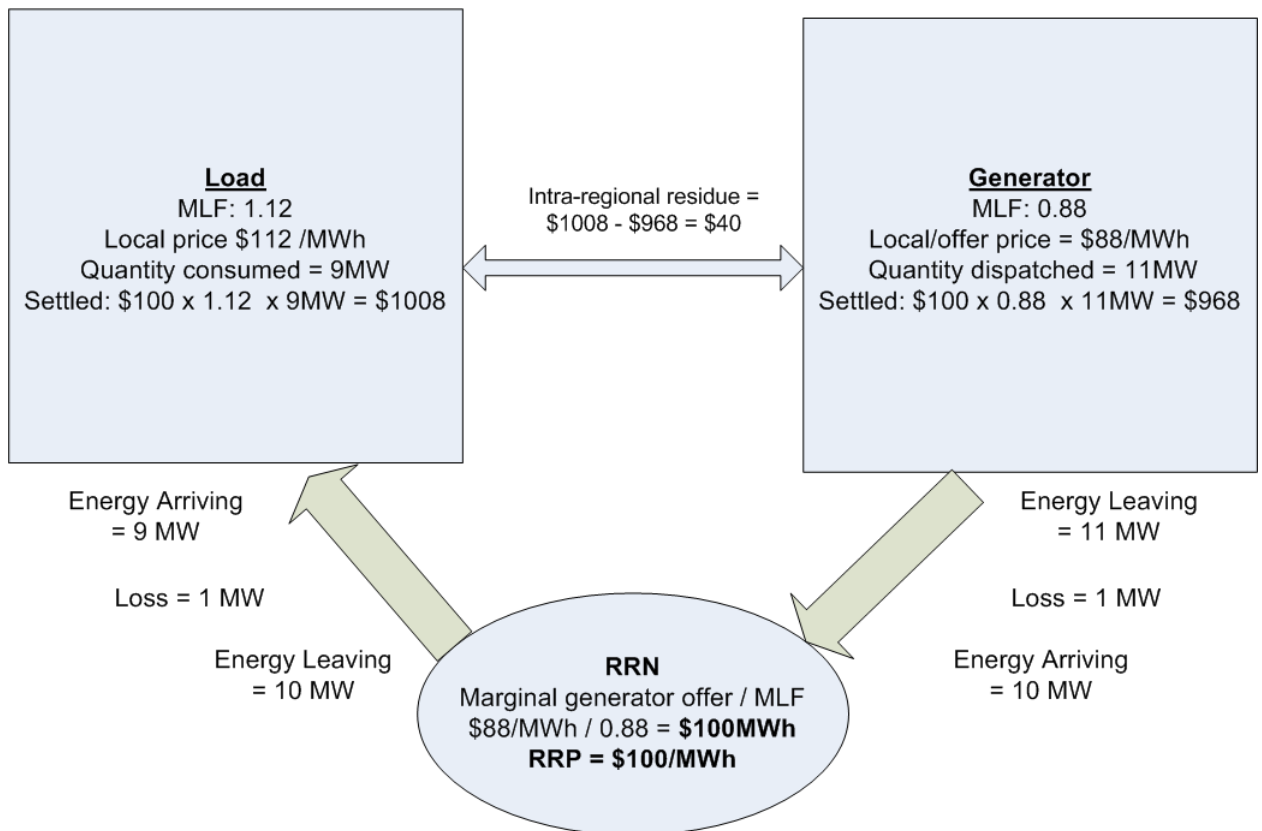 Load
MLF: 1.12
Local price $112 /MWh
Quantity consumed = 9MW
Settled: $100 x 1.12  x 9MW = $1008
Intra-regional residue =
$1008 - $968 = $40
Generator
MLF: 0.88
Local/offer price = $88/MWh
Quantity dispatched = 11MW
Settled: $100 x 0.88  x 11MW = $968
Energy Arriving
= 9 MW
Loss = 1 MW
Energy Leaving
= 10 MW
Energy Leaving
= 11 MW
Loss = 1 MW
Energy Arriving
= 10 MW
RRN
Marginal generator offer / MLF
$88/MWh / 0.88 = $100MWh
RRP = $100/MWh